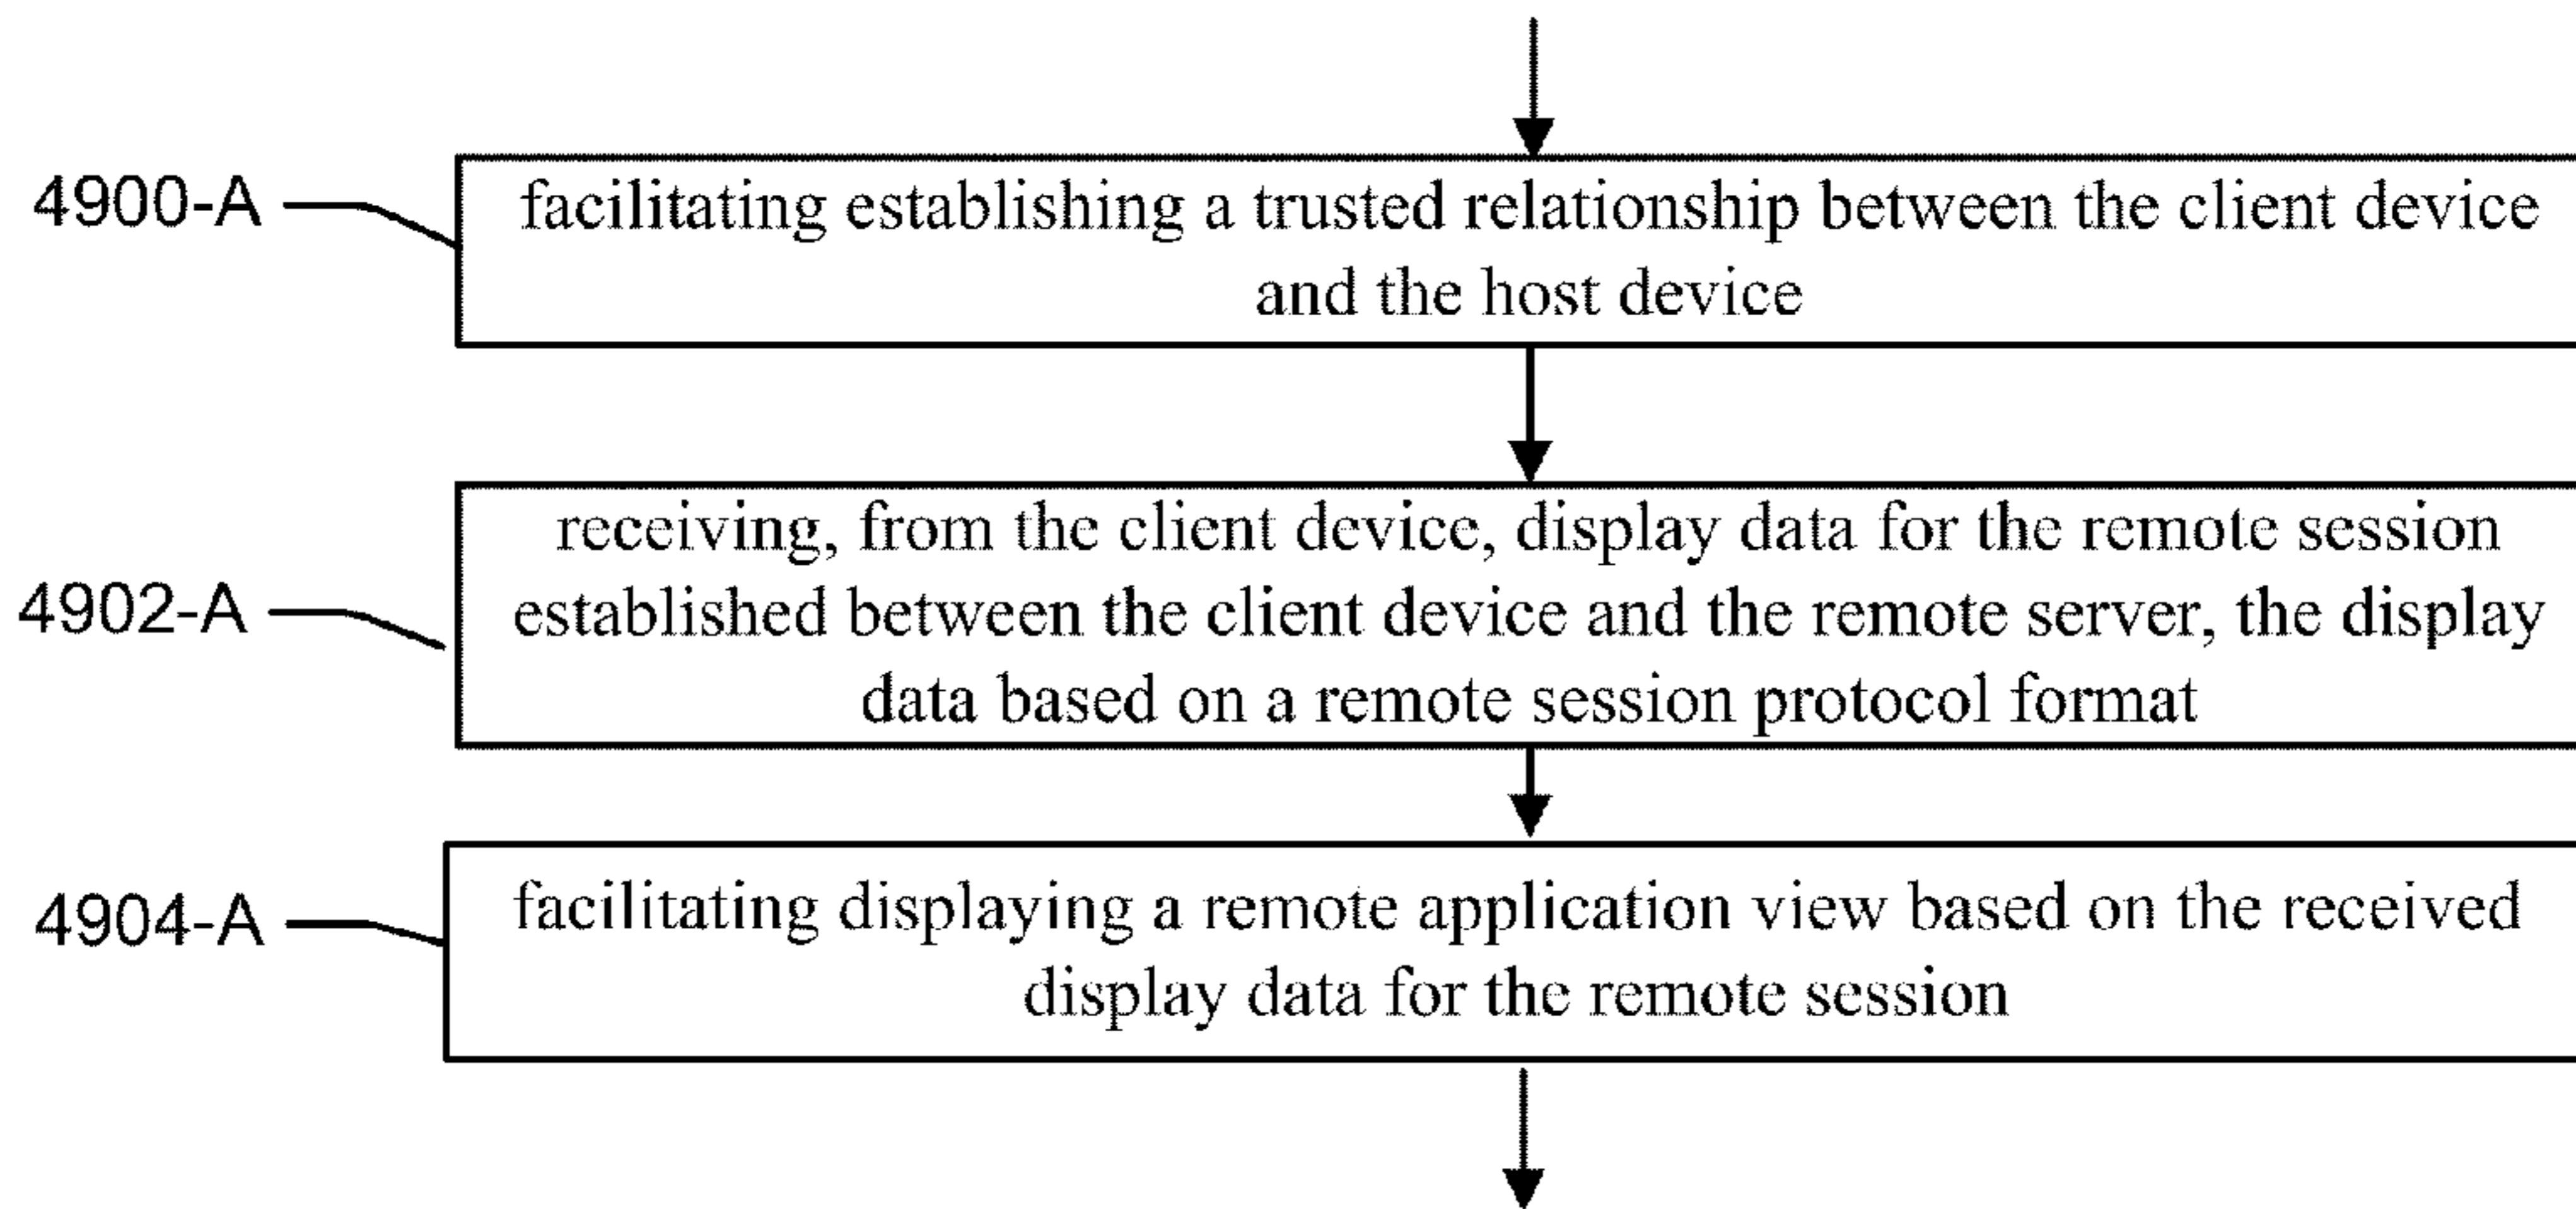 4900-A
facilitating establishing a trusted relationship between the client device
and the host device
4902-A
receiving, from the client device, display data for the remote session
established between the client device and the remote server, the display
data based on a remote session protocol format
4904-A
facilitating displaying a remote application view based on the received
display data for the remote session